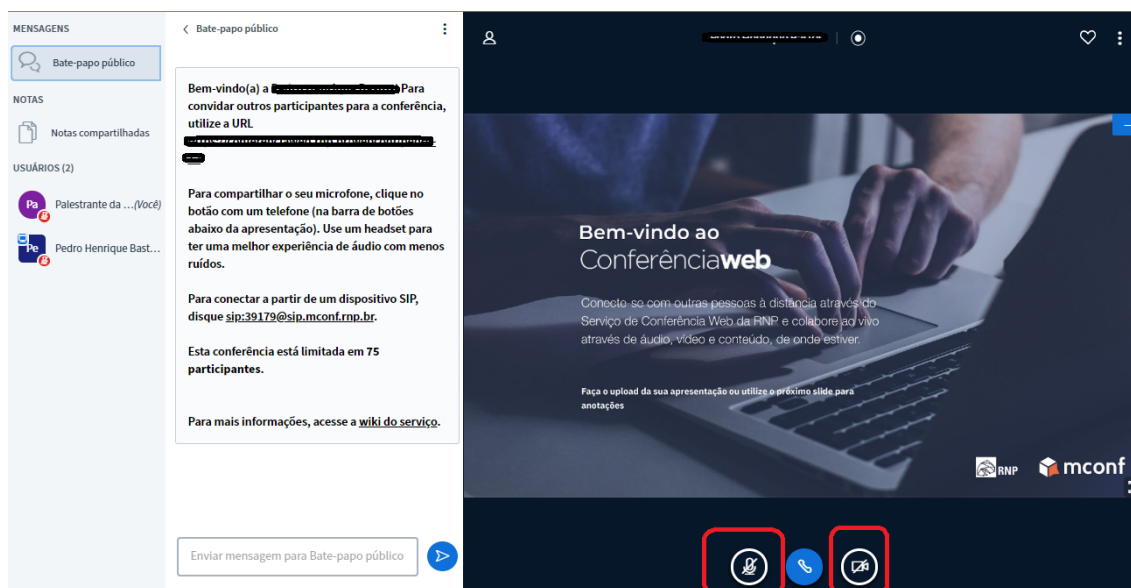 MENSAGENS
Bate-papo público
NOTAS
Notas compartilhadas
USUÁRIOS (2)
Pa
Palestrante da ...(Você)
Pe
Pedro Henrique Bast...
Bate-papo público
Bem-vindo(a) a
Para
convidar outros participantes para a conferência,
utilize a URL
Para compartilhar o seu microfone, clique no
botão com um telefone (na barra de botões
abaixo da apresentação). Use um headset para
ter uma melhor experiência de áudio com menos
ruídos.
Para conectar a partir de um dispositivo SIP,
disque sip:39179@sip.mconf.rnp.br.
Esta conferência está limitada em 75
participantes.
Para mais informações, acesse a wiki do serviço.
Enviar mensagem para Bate-papo público
Bem-vindo ao
Conferênciaweb
Conecte-se com outras pessoas à distância através do
Serviço de Conferência Web da RNP e colabore ao vivo
através de áudio, vídeo e conteúdo, de onde estiver.
Faça o upload da sua apresentação ou utilize o próximo slide para
anotações
RNP
mconf